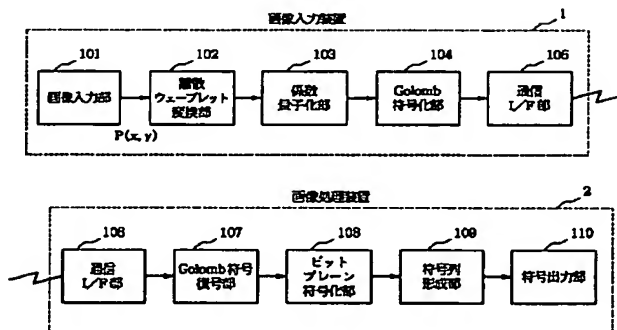 画像入力装置
1
101
102
103
104
106
画像入力部
離散
ウェーブレット
変換部
係数
量子化部
Golomb
符号化部
通信
I/F部
P(x, y)
画像処理装置
2
106
107
108
109
110
通信
I/F部
Golomb符号
復号部
ビット
プレーン
符号化部
符号列
形成部
符号出力部